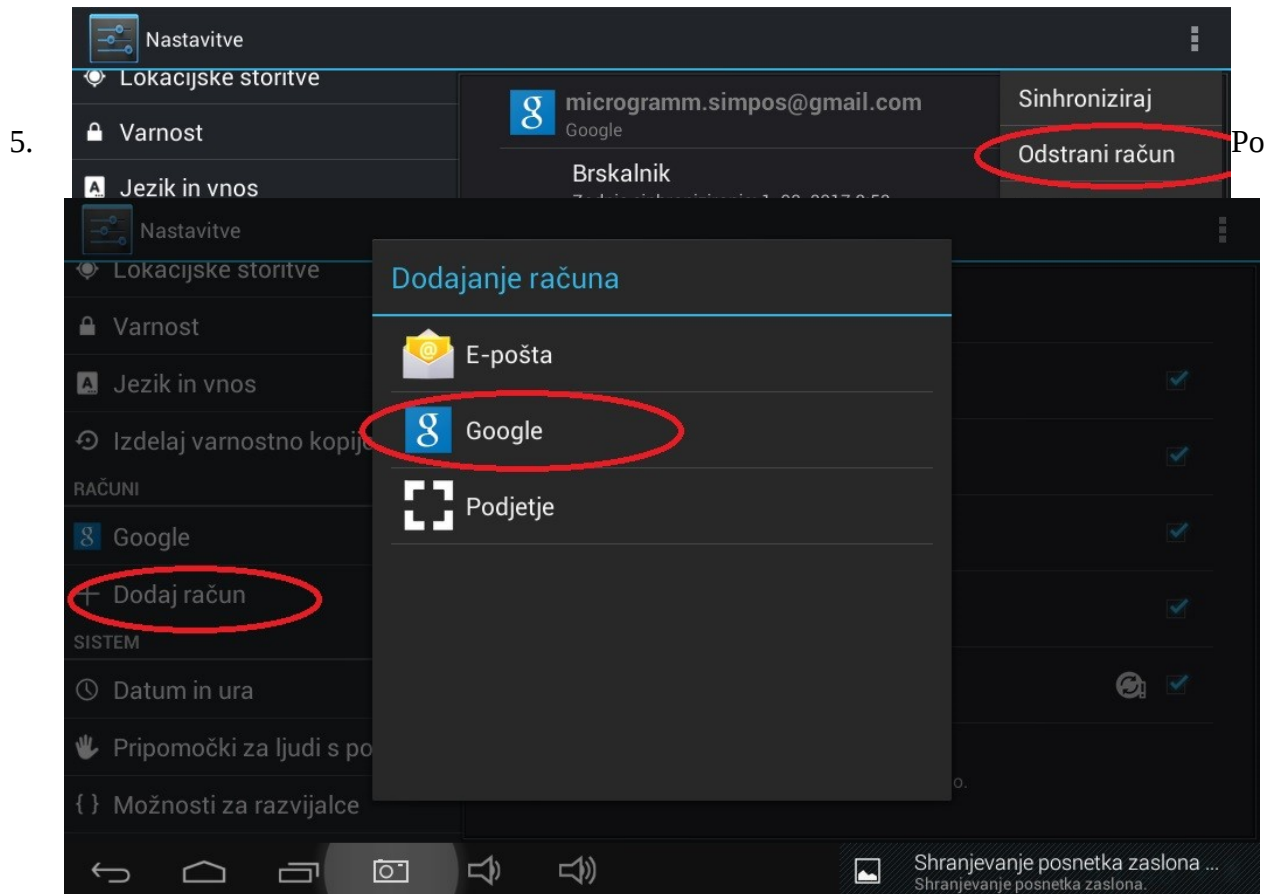 Nastavitve
Lokacijske storitve
microgramm.simpos@gmail.com
Google
Sinhroniziraj
5.
Varnost
Odstrani račun
Po
Jezik in vnos
Brskalnik
Nastavitve
Lokacijske storitve
Varnost
Jezik in vnos
Izdelaj varnostno kopijo
RAČUNI
Google
Dodaj račun
SISTEM
Datum in ura
Pripomočki za ljudi s po
{ } Možnosti za razvijalce
Dodajanje računa
E-pošta
Google
Podjetje
o.
Shranjevanje posnetka zaslona ...
Shranjevanje posnetka zaslona.